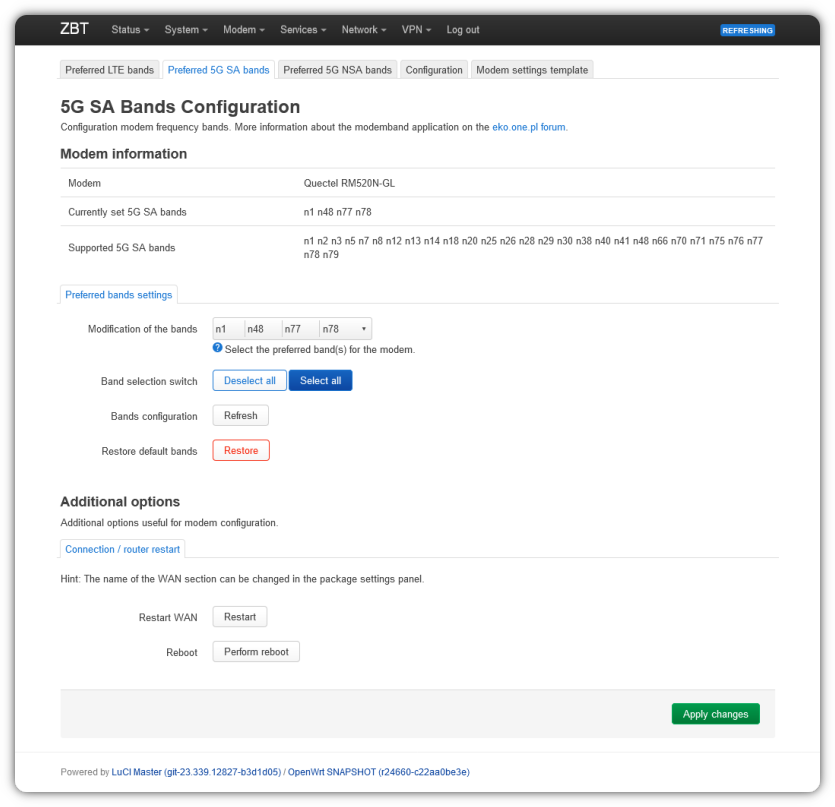 ZBT Status System Modem Services Network VPN Log out REFRESHING
Preferred LTE bands Preferred 5G SA bands Preferred 5G NSA bands Configuration Modem settings template
5G SA Bands Configuration
Configuration modem frequency bands. More information about the modemband application on the eko.one.pl forum.
Modem information
Modem Quectel RM520N-GL
Currently set 5G SA bands n1 n48 n77 n78
Supported 5G SA bands n1 n2 n3 n5 n7 n8 n12 n13 n14 n18 n20 n25 n26 n28 n29 n30 n38 n40 n41 n48 n66 n70 n71 n75 n76 n77
n78 n79
Preferred bands settings
Modification of the bands n1 n48 n77 n78
? Select the preferred band(s) for the modem.
Band selection switch Deselect all Select all
Bands configuration Refresh
Restore default bands Restore
Additional options
Additional options useful for modem configuration.
Connection / router restart
Hint: The name of the WAN section can be changed in the package settings panel.
Restart WAN Restart
Reboot Perform reboot
Apply changes
Powered by LuCI Master (git-23.339.12827-b3d1d05) / OpenWrt SNAPSHOT (r24660-c22aa0be3e)